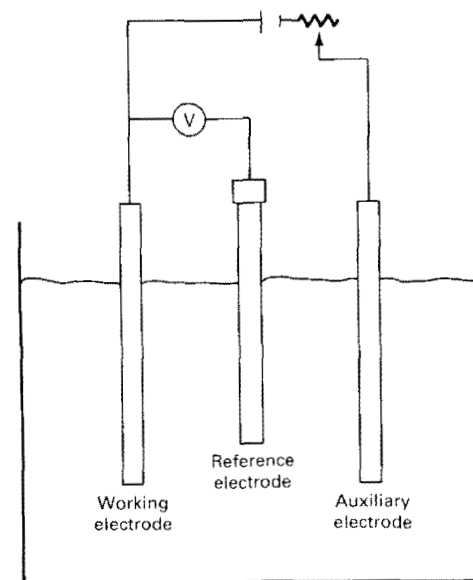 V
Reference
electrode
Working
electrode
Auxiliary
electrode